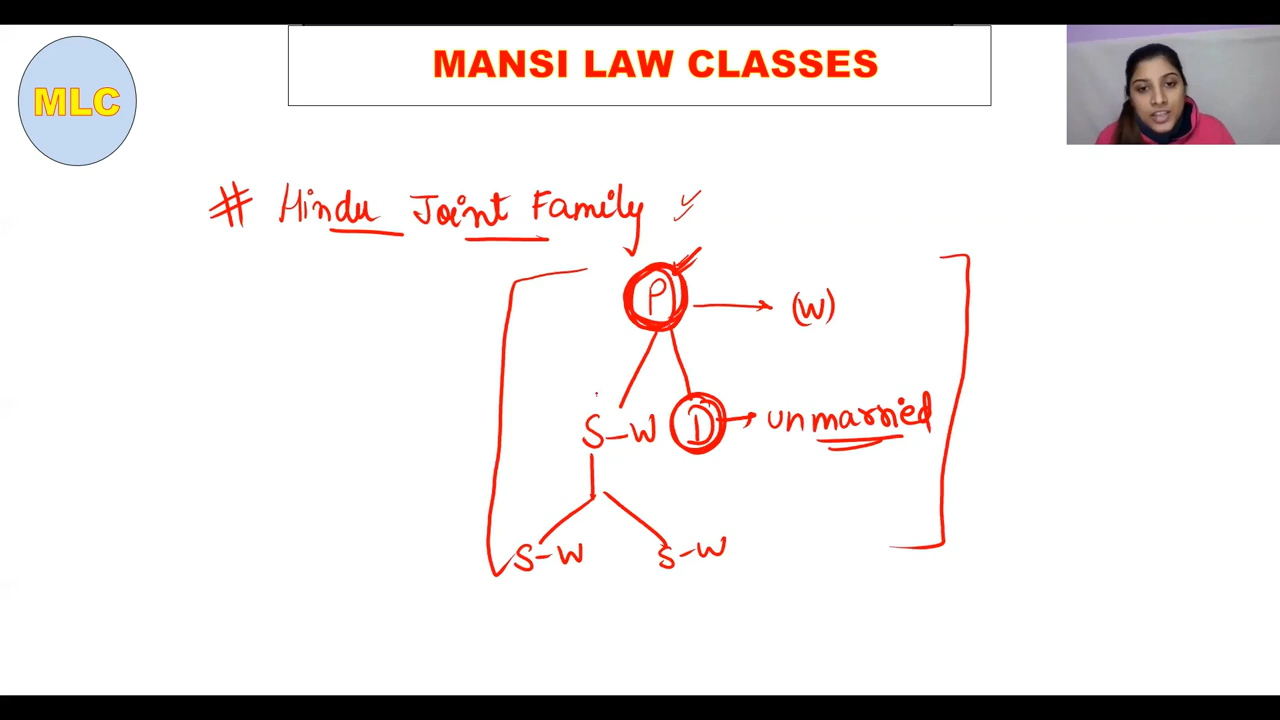 MANSI LAW CLASSES
MLC
# Hindu Joint Family
P → (W)
S-W D → unmarried
S-W S-W